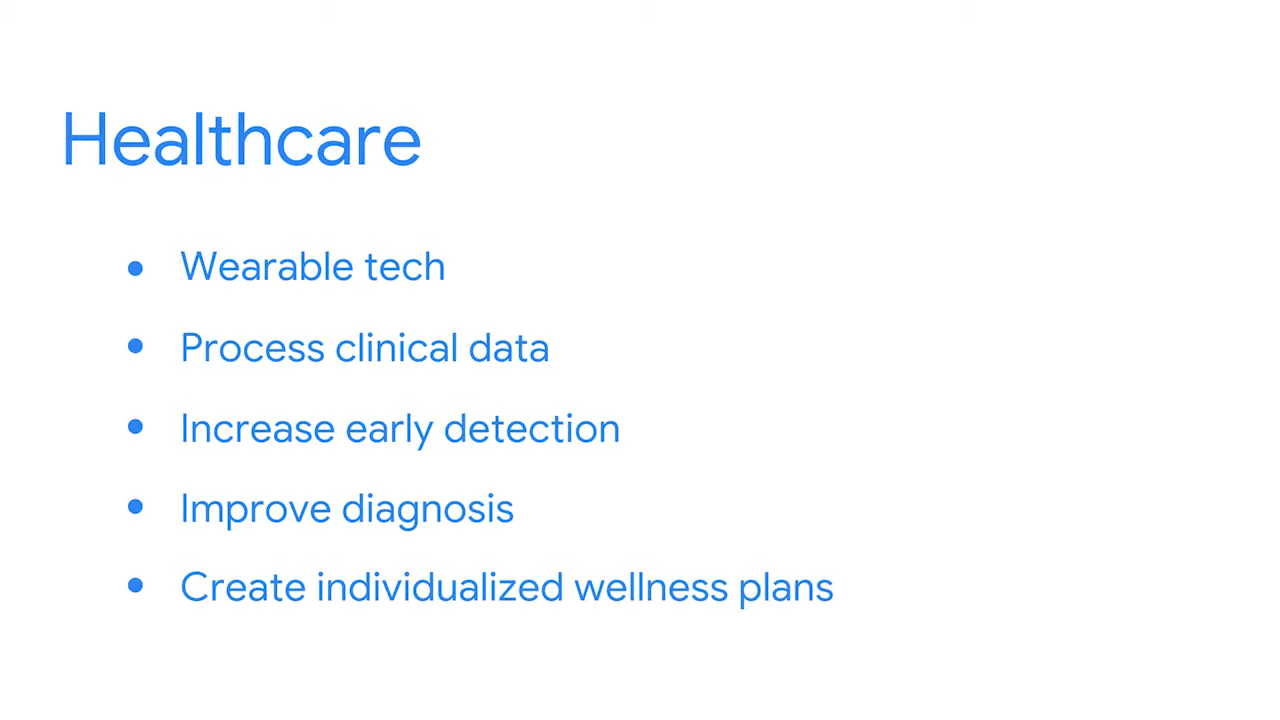 Healthcare
• Wearable tech
• Process clinical data
• Increase early detection
• Improve diagnosis
• Create individualized wellness plans